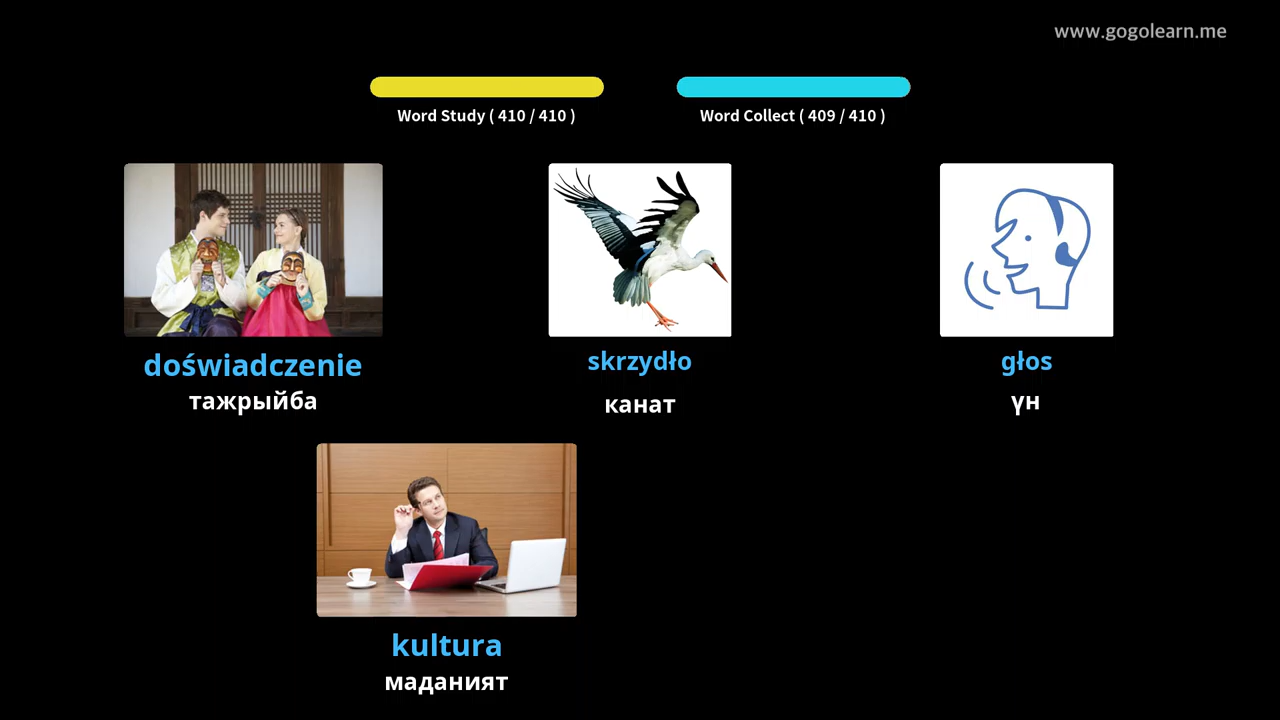 www.gogolearn.me
Word Study ( 410 / 410 )
Word Collect ( 409 / 410 )
doświadczenie
тажрыйба
skrzydło
канат
głos
үн
kultura
маданият